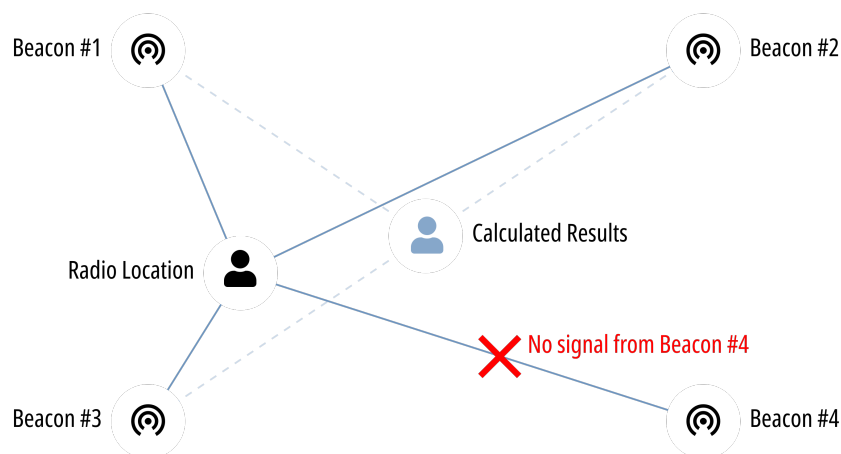 Beacon #1
Beacon #2
Calculated Results
Radio Location
No signal from Beacon #4
Beacon #3
Beacon #4